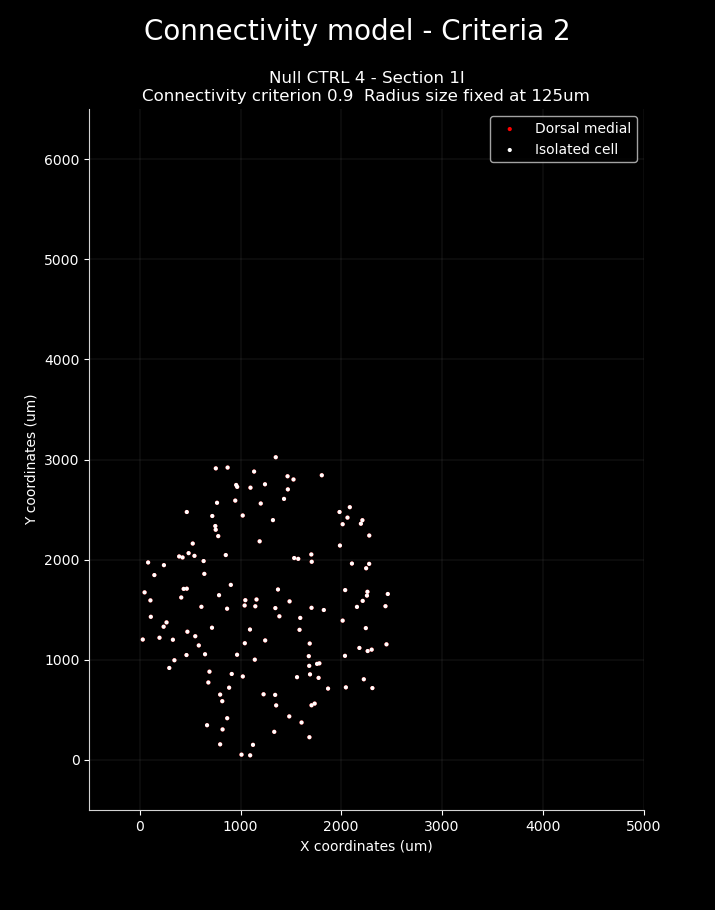 Connectivity model - Criteria 2
Null CTRL 4 - Section 1l
Connectivity criterion 0.9  Radius size fixed at 125um
Dorsal medial
Isolated cell
6000
5000
4000
3000
2000
1000
0
Y coordinates (um)
0
1000
2000
3000
4000
5000
X coordinates (um)